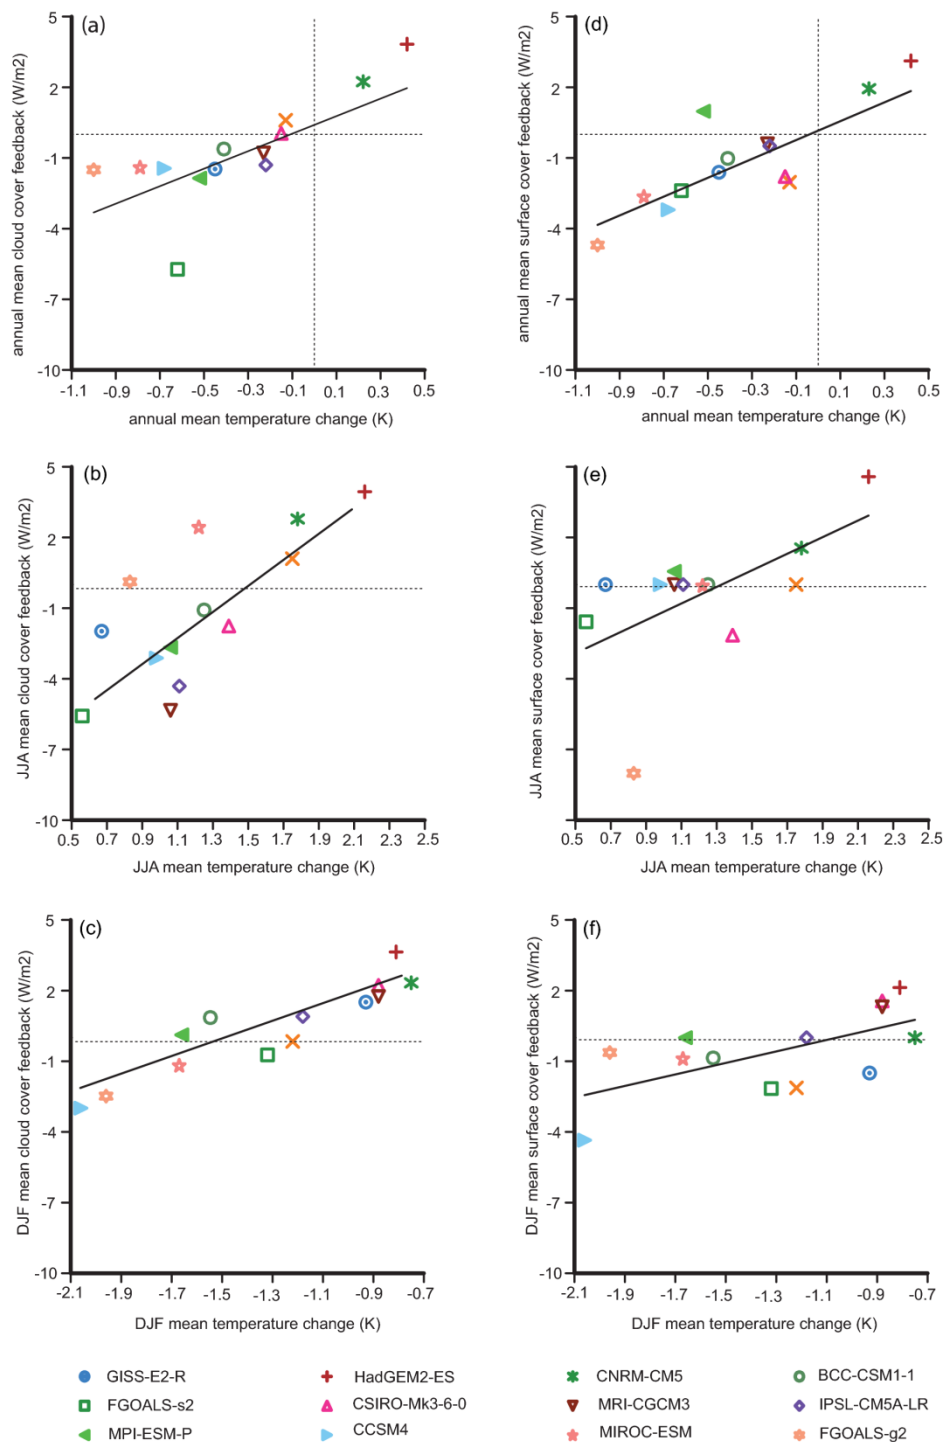 (a)
5
2
-1
-4
-7
-10
annual mean cloud cover feedback (W/m2)
-1.1 -0.9 -0.7 -0.5 -0.3 -0.1 0.1 0.3 0.5
annual mean temperature change (K)
(d)
5
2
-1
-4
-7
-10
annual mean surface cover feedback (W/m2)
-1.1 -0.9 -0.7 -0.5 -0.3 -0.1 0.1 0.3 0.5
annual mean temperature change (K)
(b)
5
2
-1
-4
-7
-10
JJA mean cloud cover feedback (W/m2)
0.5 0.7 0.9 1.1 1.3 1.5 1.7 1.9 2.1 2.5
JJA mean temperature change (K)
(e)
JJA mean surface cover feedback (W/m2)
0.5 0.7 0.9 1.1 1.3 1.5 1.7 1.9 2.1 2.5
JJA mean temperature change (K)
(c)
5
2
-1
-4
-7
-10
DJF mean cloud cover feedback (W/m2)
-2.1 -1.9 -1.7 -1.5 -1.3 -1.1 -0.9 -0.7
DJF mean temperature change (K)
(f)
5
2
-1
-4
-7
-10
DJF mean surface cover feedback (W/m2)
-2.1 -1.9 -1.7 -1.5 -1.3 -1.1 -0.9 -0.7
DJF mean temperature change (K)
GISS-E2-R HadGEM2-ES CNRM-CM5 BCC-CSM1-1
FGOALS-s2 CSIRO-Mk3-6-0 MRI-CGCM3 IPSL-CM5A-LR
MPI-ESM-P CCSM4 MIROC-ESM FGOALS-g2